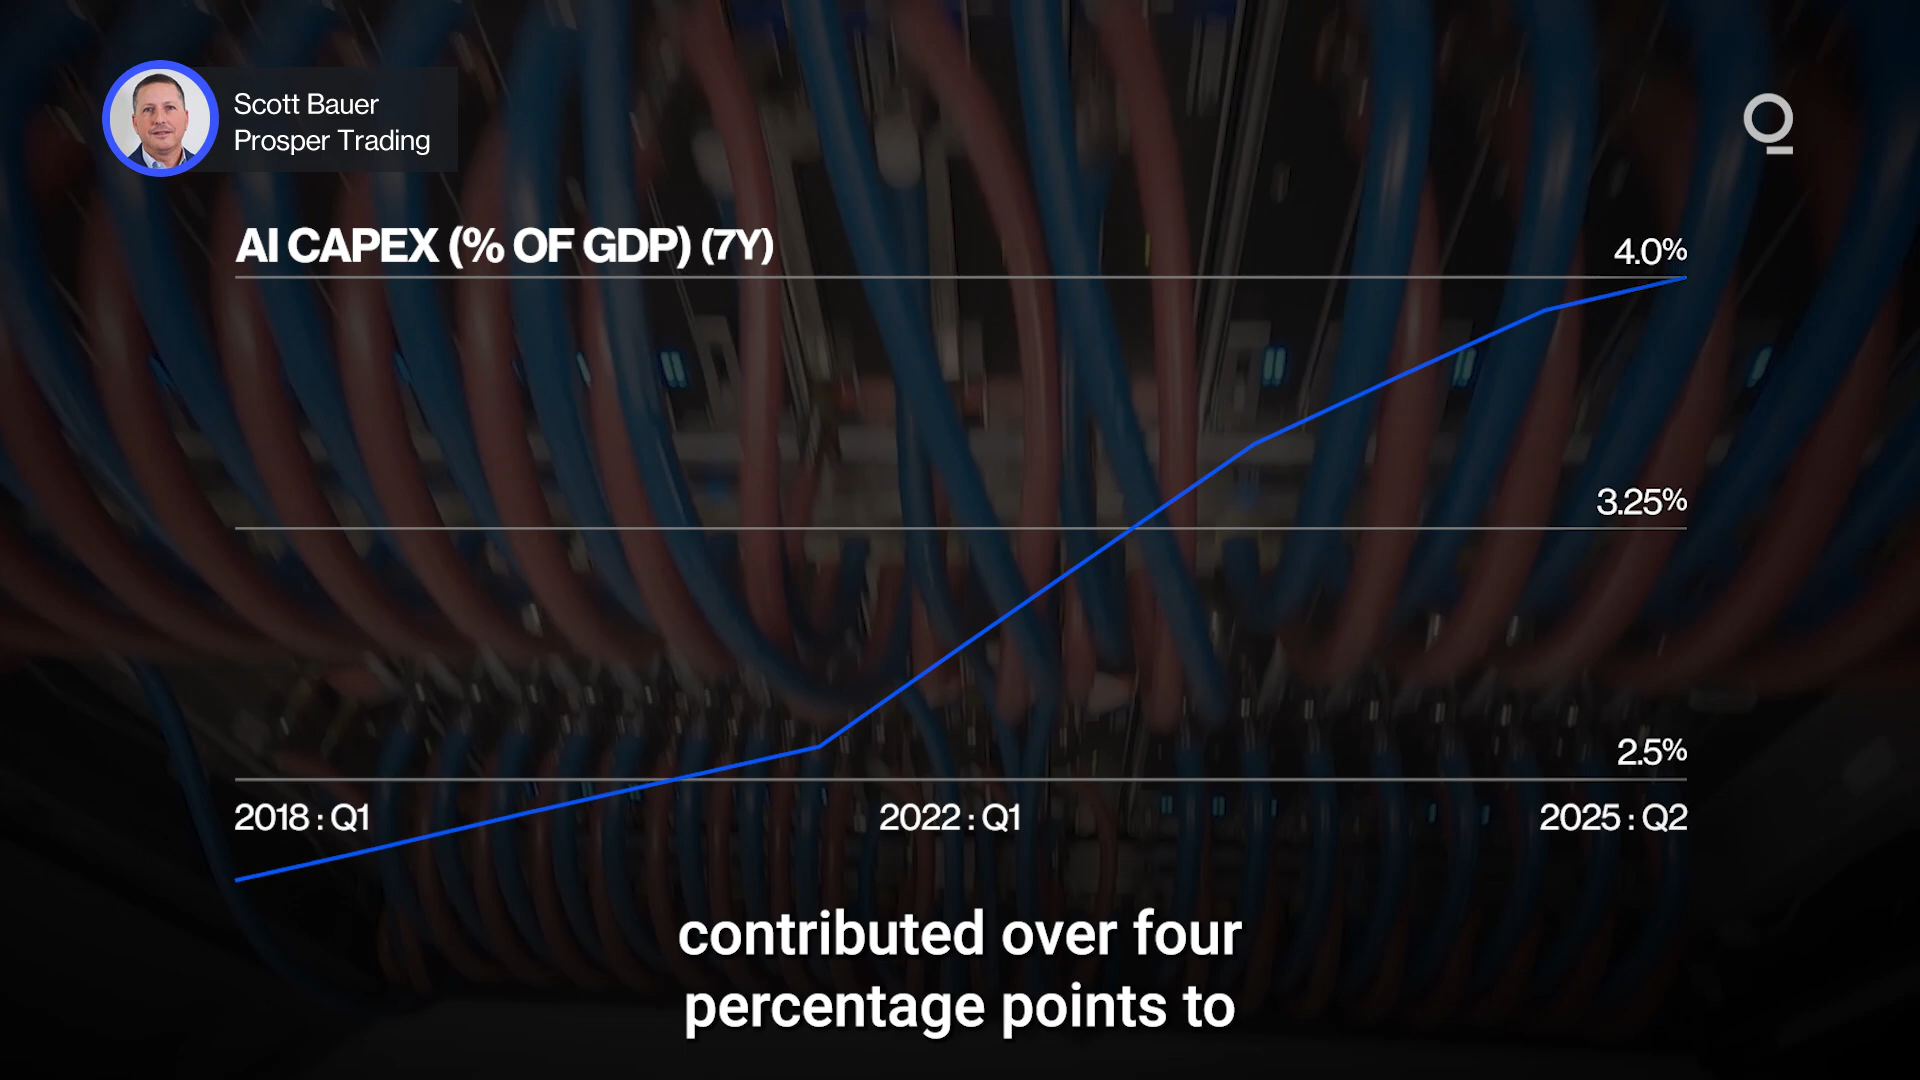 Scott Bauer
Prosper Trading
AI CAPEX (% OF GDP) (7Y)
4.0%
3.25%
2.5%
2018 : Q1
2022 : Q1
2025 : Q2
contributed over four
percentage points to